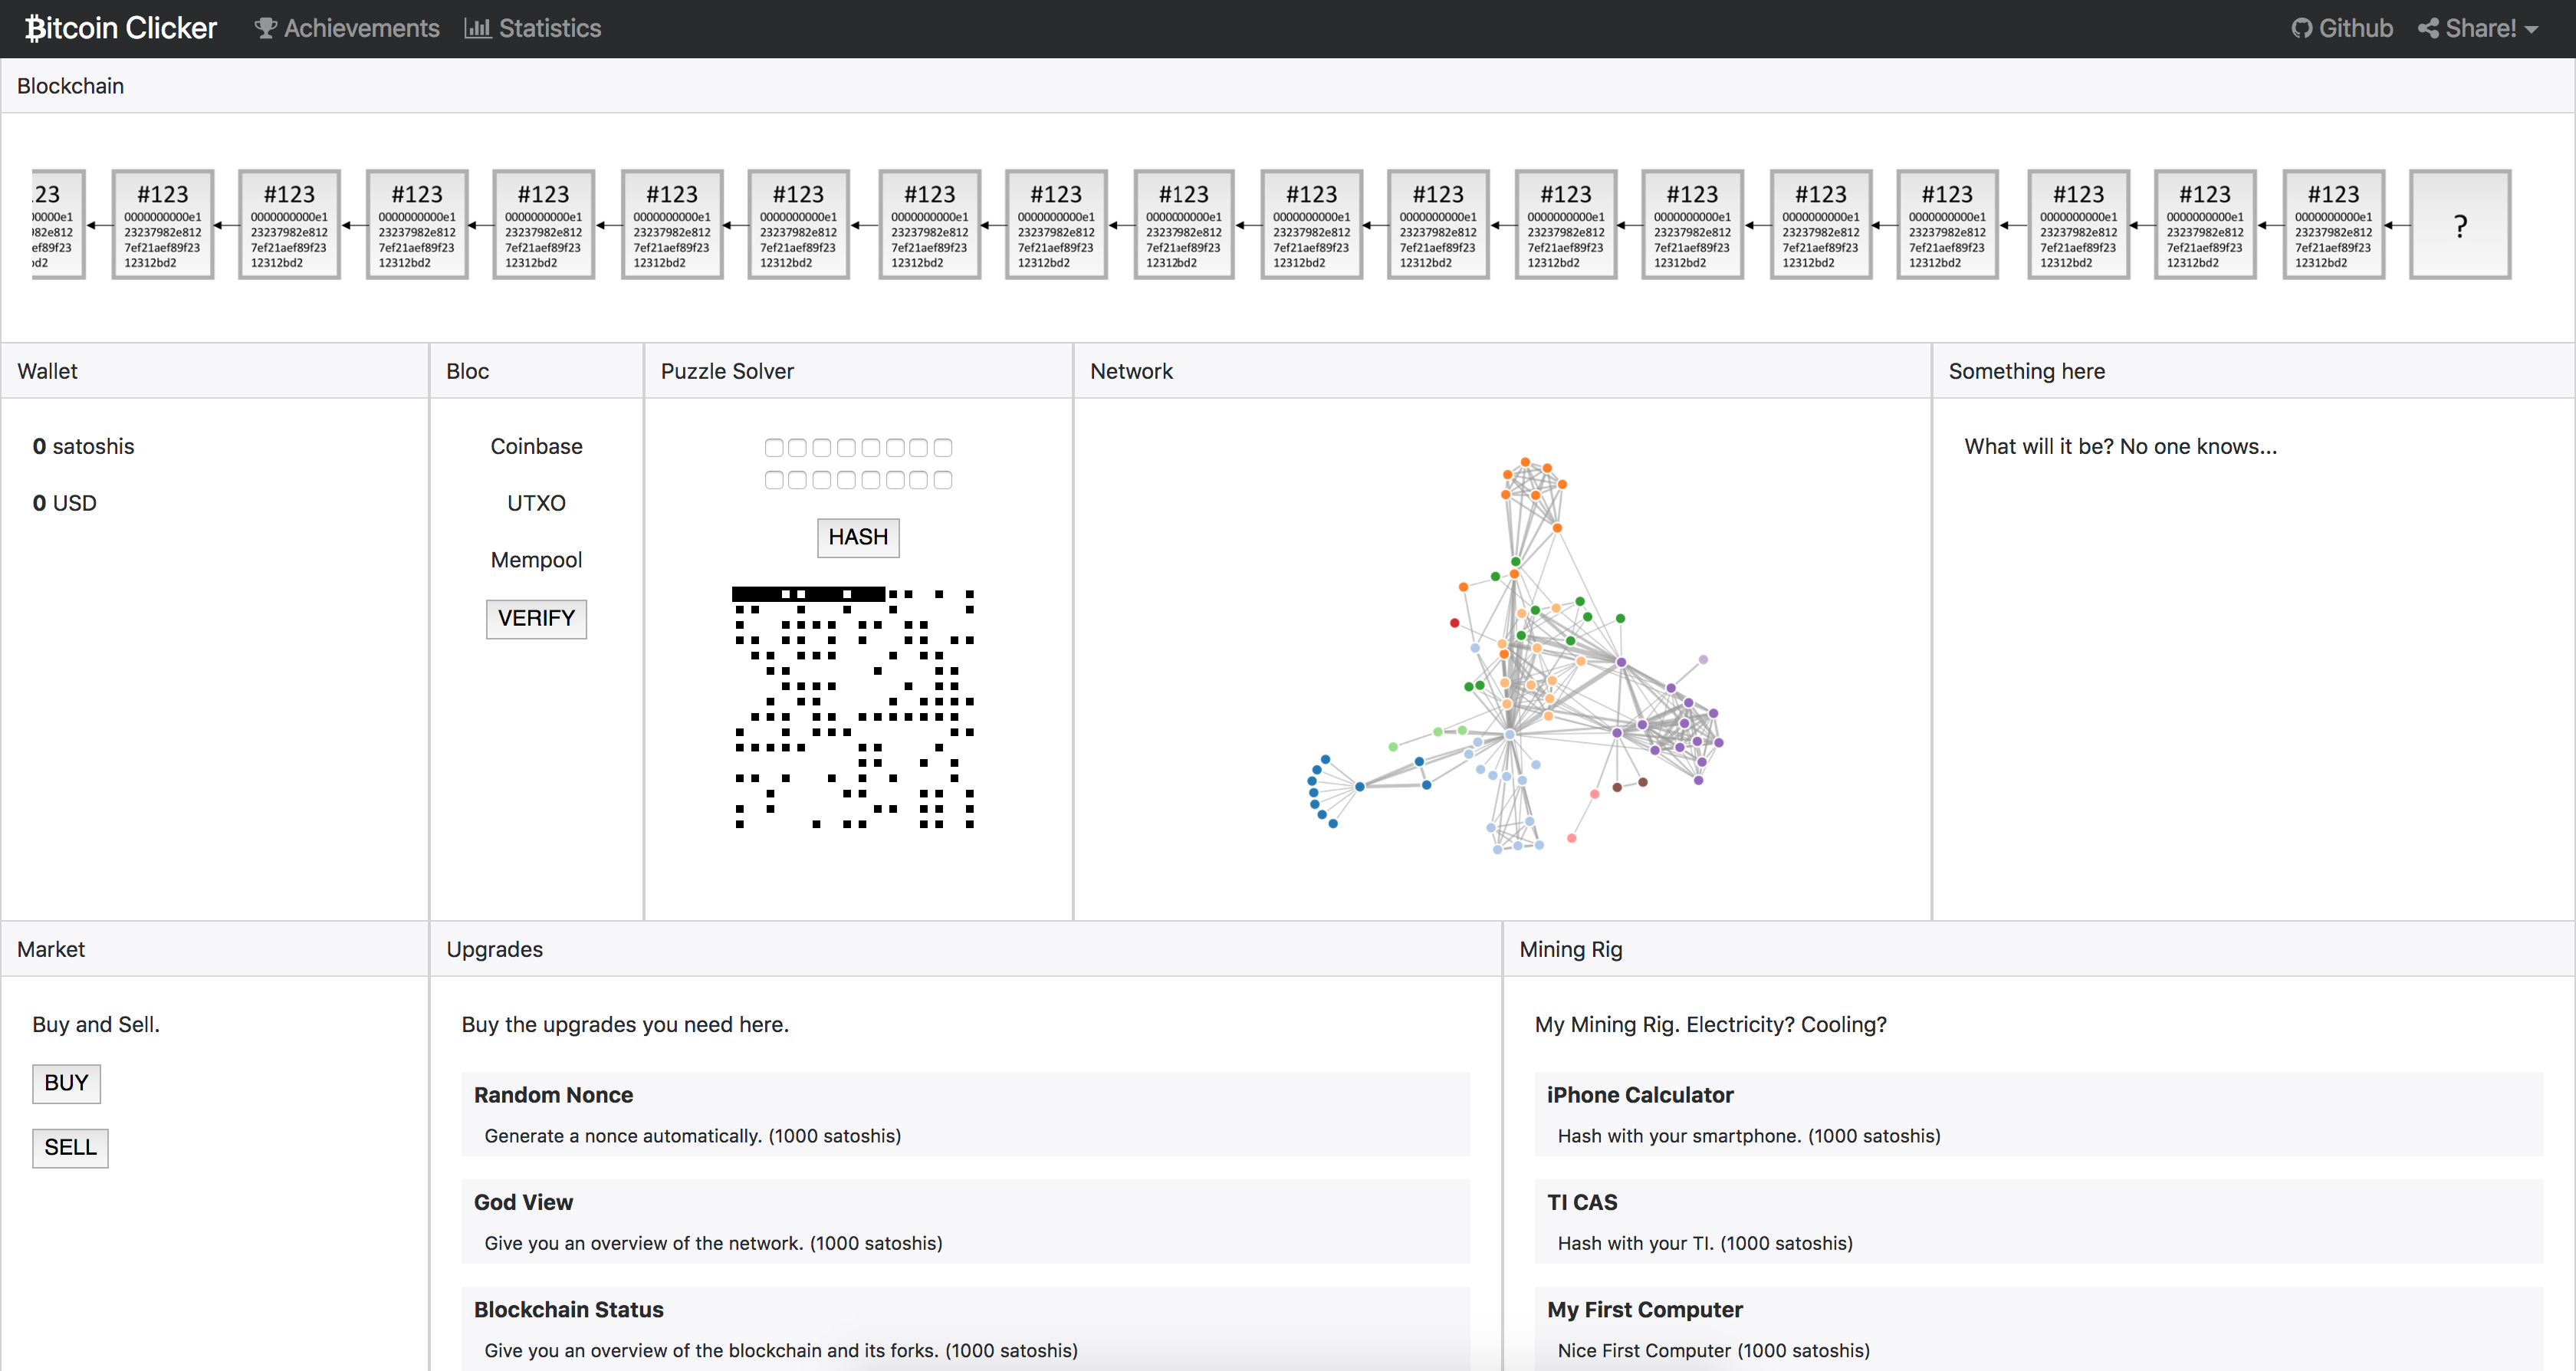 Bitcoin Clicker Achievements Statistics Github Share!
Blockchain
23 #123 #123 #123 #123 #123 #123 #123 #123 #123 #123 #123 #123 #123 #123 #123 #123 #123 #123
00000e1 0000000000e1 0000000000e1 0000000000e1 0000000000e1 0000000000e1 0000000000e1 0000000000e1 0000000000e1 0000000000e1 0000000000e1 0000000000e1 0000000000e1 0000000000e1 0000000000e1 0000000000e1 0000000000e1 0000000000e1 0000000000e1
982e812 23237982e812 23237982e812 23237982e812 23237982e812 23237982e812 23237982e812 23237982e812 23237982e812 23237982e812 23237982e812 23237982e812 23237982e812 23237982e812 23237982e812 23237982e812 23237982e812 23237982e812 23237982e812 ?
ef89f23 7ef21aef89f23 7ef21aef89f23 7ef21aef89f23 7ef21aef89f23 7ef21aef89f23 7ef21aef89f23 7ef21aef89f23 7ef21aef89f23 7ef21aef89f23 7ef21aef89f23 7ef21aef89f23 7ef21aef89f23 7ef21aef89f23 7ef21aef89f23 7ef21aef89f23 7ef21aef89f23 7ef21aef89f23 7ef21aef89f23
bd2 12312bd2 12312bd2 12312bd2 12312bd2 12312bd2 12312bd2 12312bd2 12312bd2 12312bd2 12312bd2 12312bd2 12312bd2 12312bd2 12312bd2 12312bd2 12312bd2 12312bd2 12312bd2
Wallet
0 satoshis
0 USD
Bloc
Coinbase
UTXO
Mempool
VERIFY
Puzzle Solver
HASH
Network
Something here
What will it be? No one knows...
Market
Buy and Sell.
BUY
SELL
Upgrades
Buy the upgrades you need here.
Random Nonce
Generate a nonce automatically. (1000 satoshis)
God View
Give you an overview of the network. (1000 satoshis)
Blockchain Status
Give you an overview of the blockchain and its forks. (1000 satoshis)
Mining Rig
My Mining Rig. Electricity? Cooling?
iPhone Calculator
Hash with your smartphone. (1000 satoshis)
TI CAS
Hash with your TI. (1000 satoshis)
My First Computer
Nice First Computer (1000 satoshis)